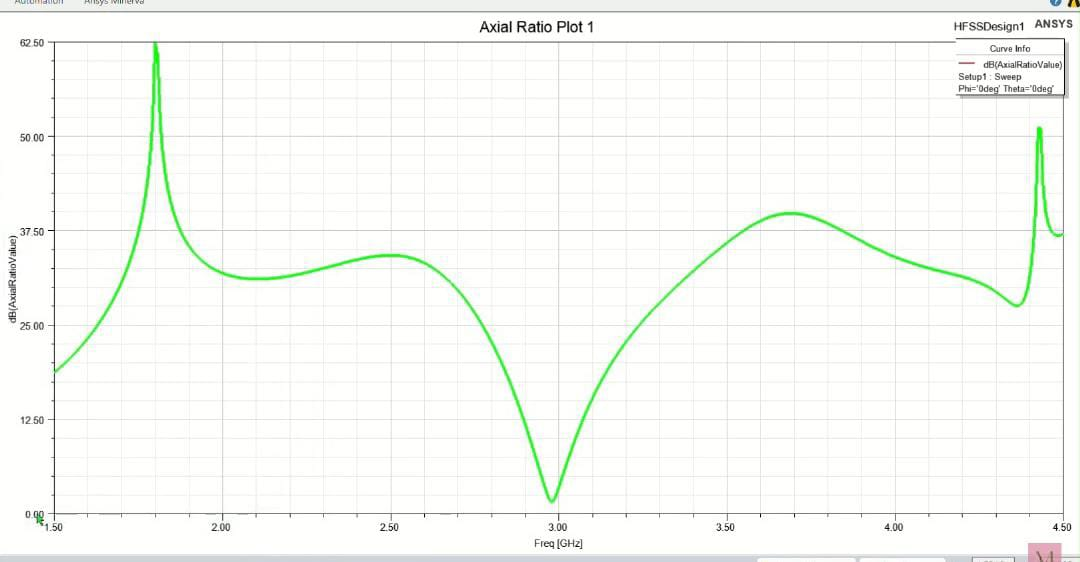 Automation Ansys Minerva
Axial Ratio Plot 1
HFSSDesign1 ANSYS
Curve Info
dB(AxialRatioValue)
Setup1 : Sweep
Phi='0deg' Theta='0deg'
62.50
50.00
37.50
25.00
12.50
0.00
dB(AxialRatioValue)
1.50 2.00 2.50 3.00 3.50 4.00 4.50
Freq [GHz]